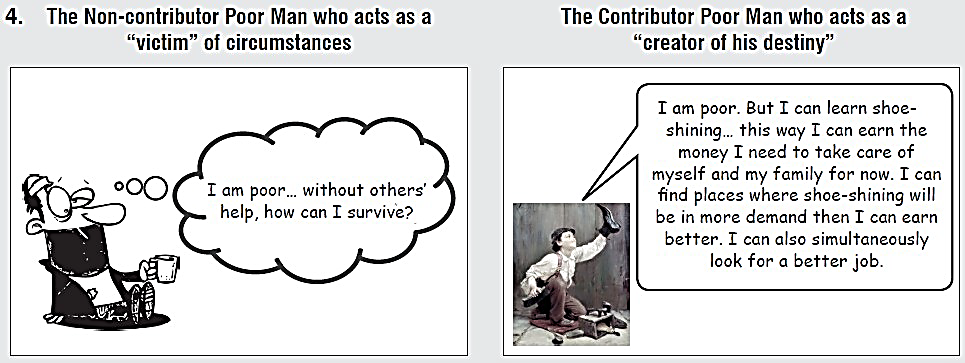 4. The Non-contributor Poor Man who acts as a
"victim" of circumstances
The Contributor Poor Man who acts as a
"creator of his destiny"
I am poor... without others'
help, how can I survive?
I am poor. But I can learn shoe-
shining... this way I can earn the
money I need to take care of
myself and my family for now. I can
find places where shoe-shining will
be in more demand then I can earn
better. I can also simultaneously
look for a better job.